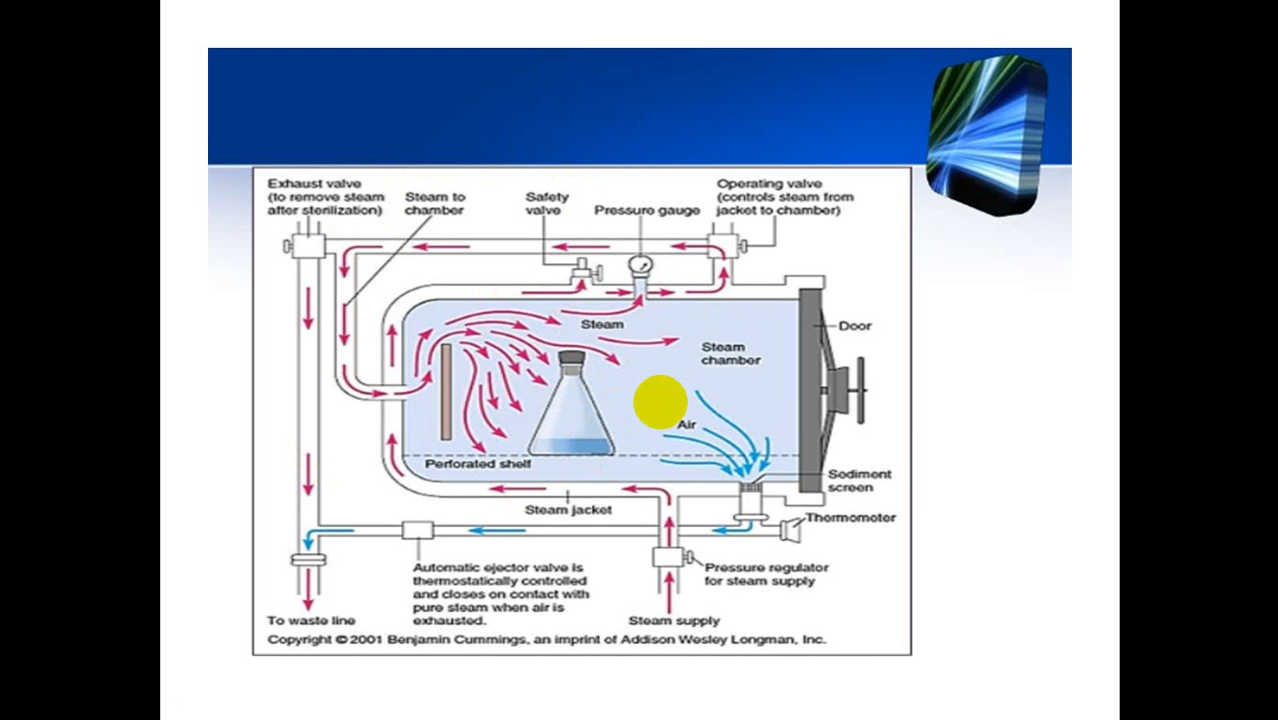 Exhaust valve
(to remove steam
after sterilization)
Steam to
chamber
Safety
valve
Pressure gauge
Operating valve
(controls steam from
jacket to chamber)
Steam
Steam
chamber
Door
Air
Perforated shelf
Sediment
screen
Steam jacket
Thermometer
Automatic ejector valve is
thermostatically controlled
and closes on contact with
pure steam when air is
exhausted.
Pressure regulator
for steam supply
To waste line
Steam supply
Copyright © 2001 Benjamin Cummings, an imprint of Addison Wesley Longman, Inc.